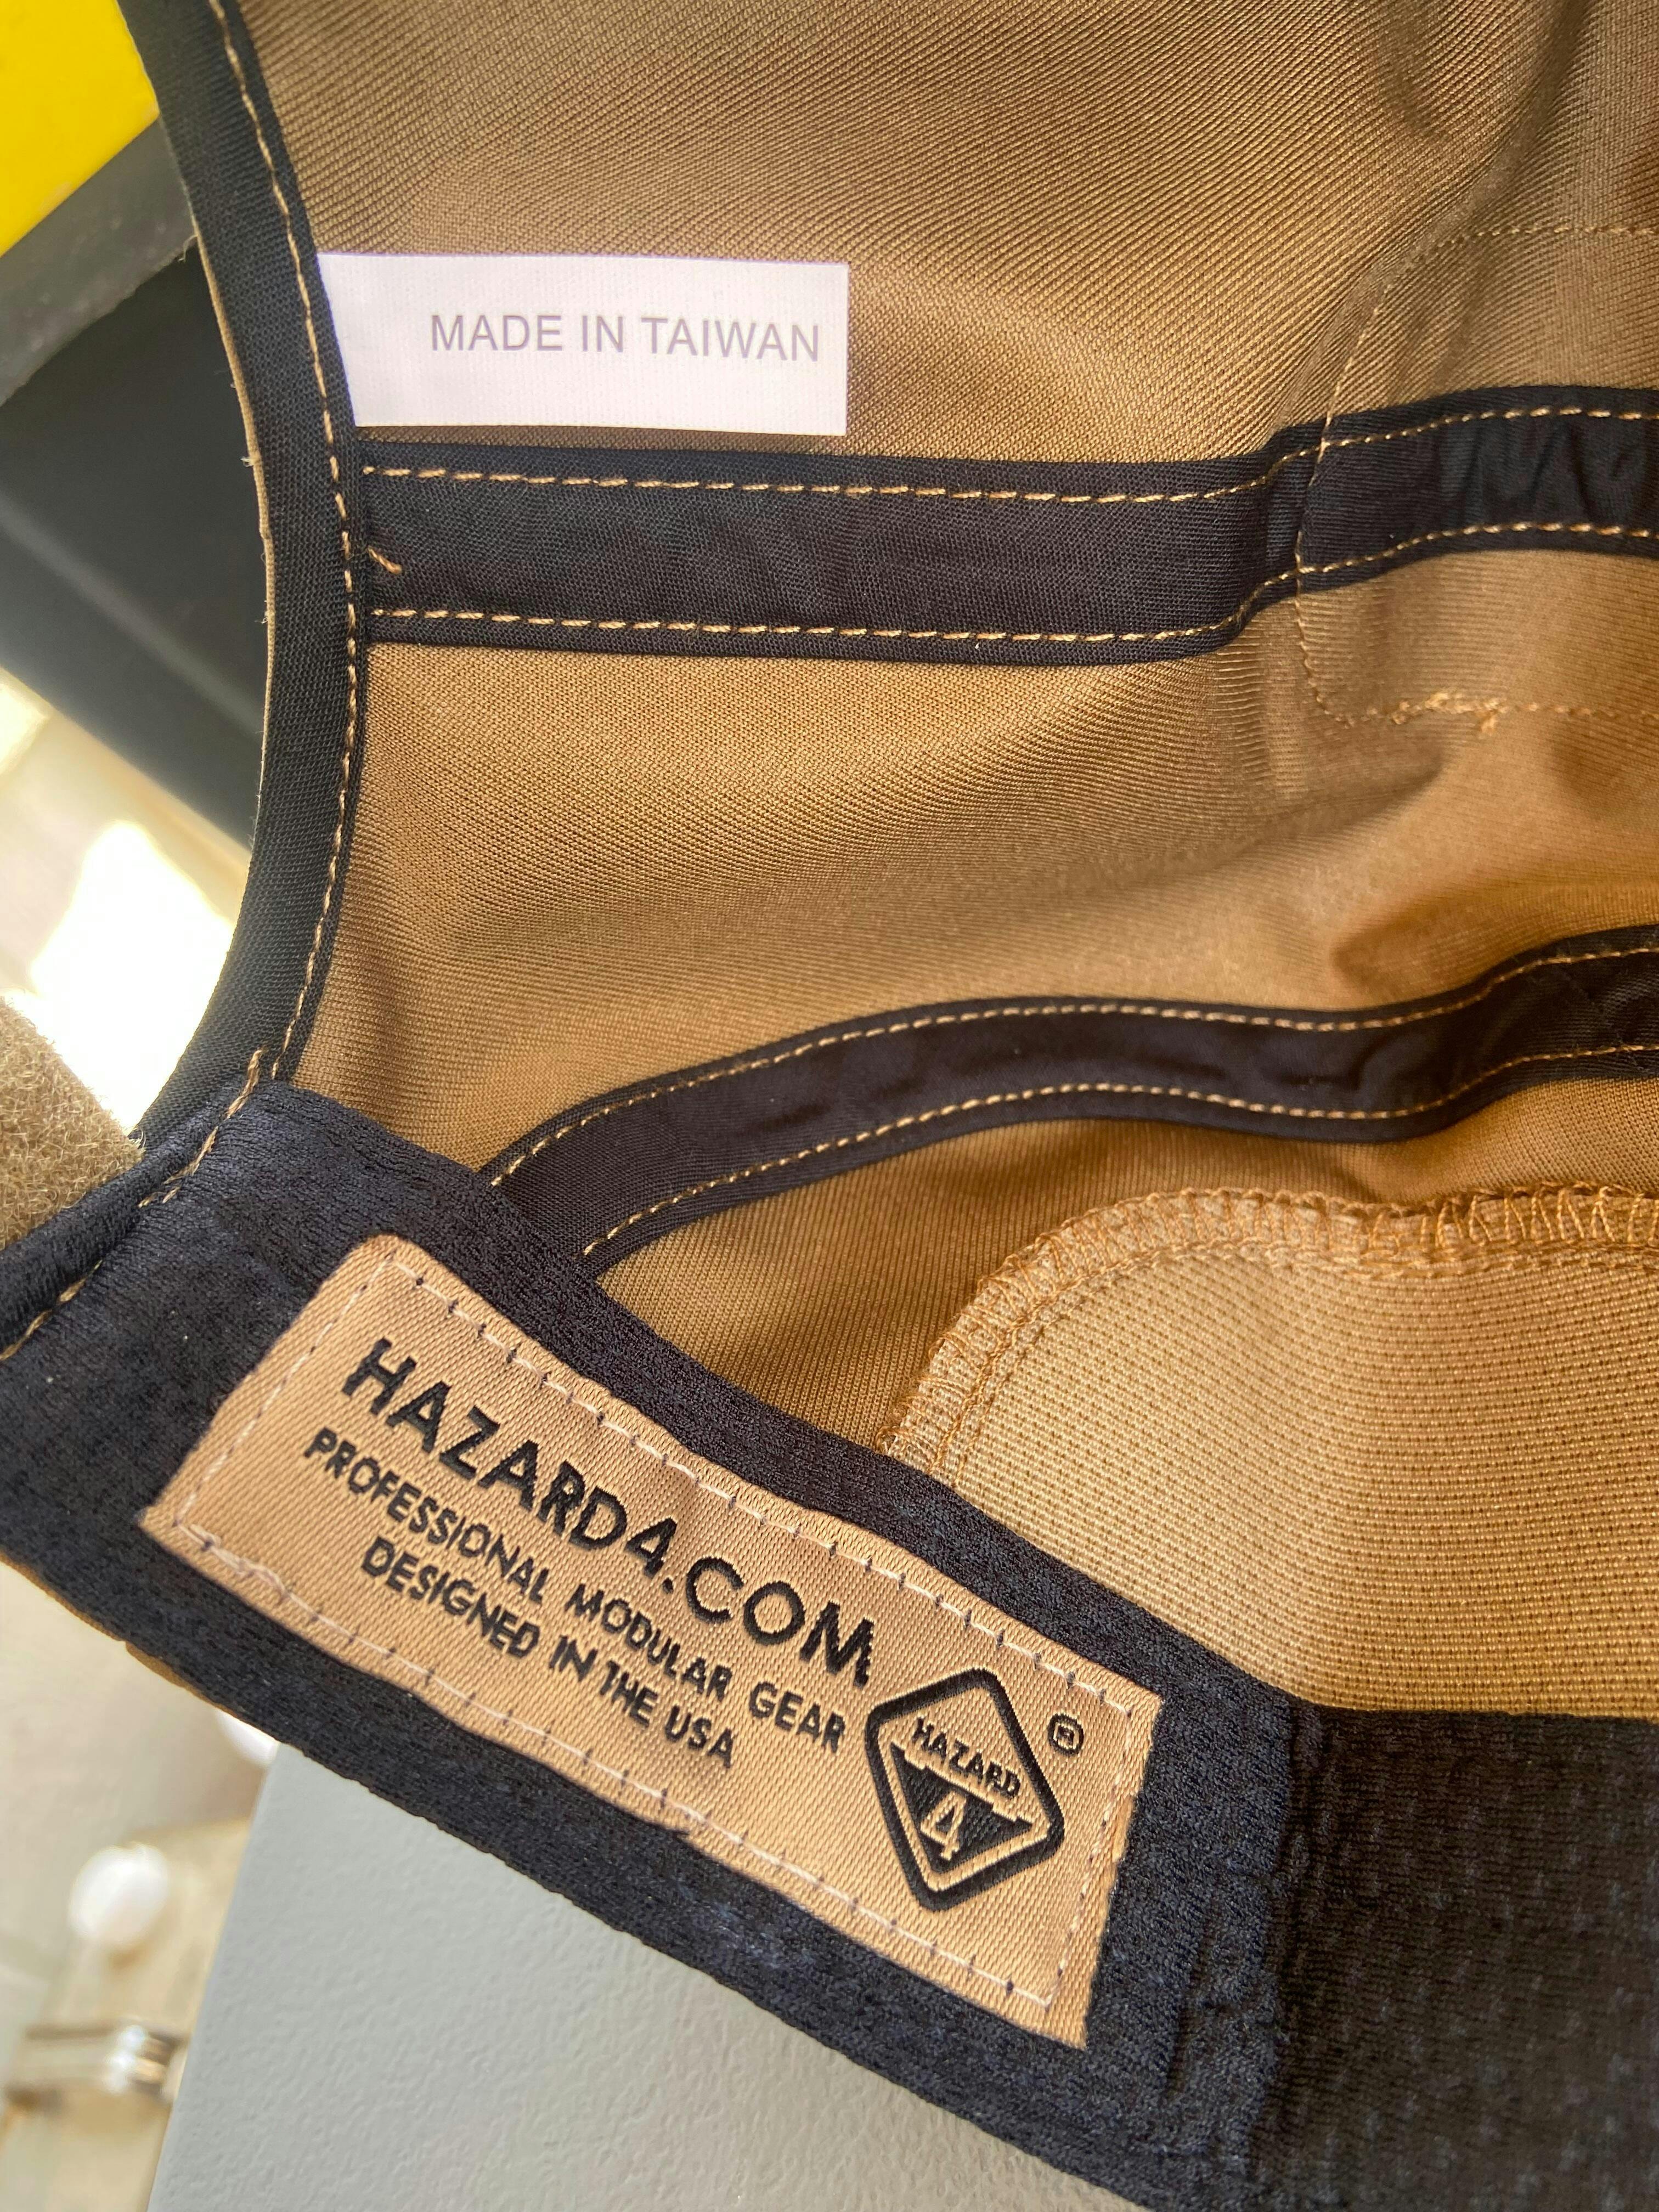 MADE IN TAIWAN
HAZARD4.COM
PROFESSIONAL MODULAR GEAR
DESIGNED IN THE USA
HAZARD
4
®